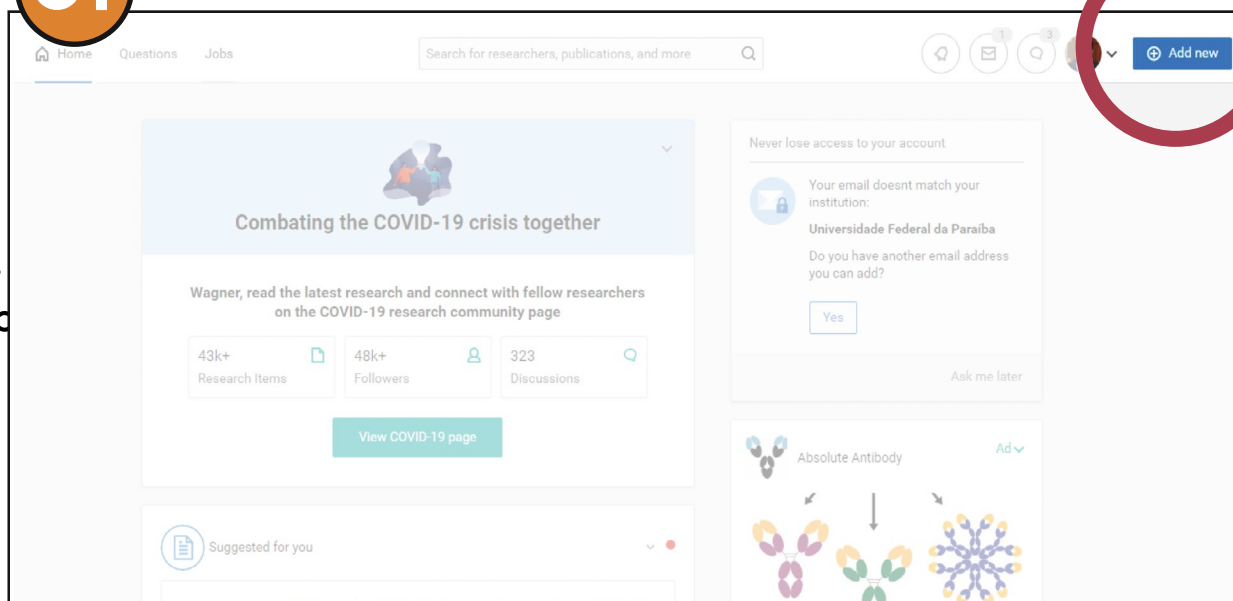 Home Questions Jobs
Search for researchers, publications, and more
1
3
Add new
Combating the COVID-19 crisis together
Wagner, read the latest research and connect with fellow researchers
on the COVID-19 research community page
43k+
Research Items
48k+
Followers
323
Discussions
View COVID-19 page
Suggested for you
Never lose access to your account
Your email doesnt match your
institution:
Universidade Federal da Paraíba
Do you have another email address
you can add?
Yes
Ask me later
Absolute Antibody
Ad